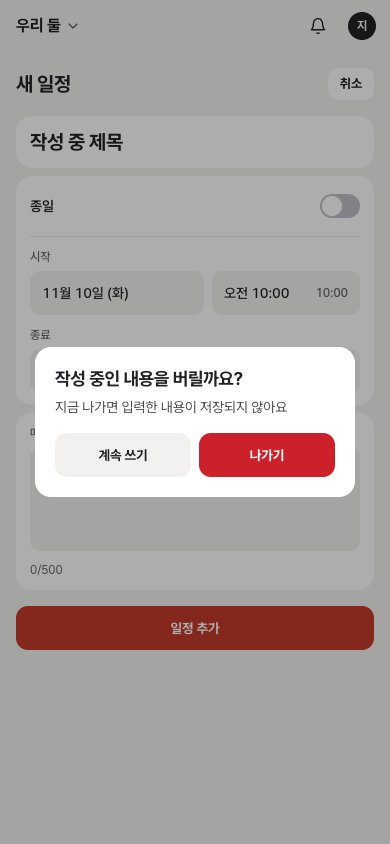 우리 둘
지
새 일정
취소
작성 중 제목
종일
시작
11월 10일 (화)
오전 10:00
10:00
종료
작성 중인 내용을 버릴까요?
지금 나가면 입력한 내용이 저장되지 않아요
계속 쓰기
나가기
0/500
일정 추가